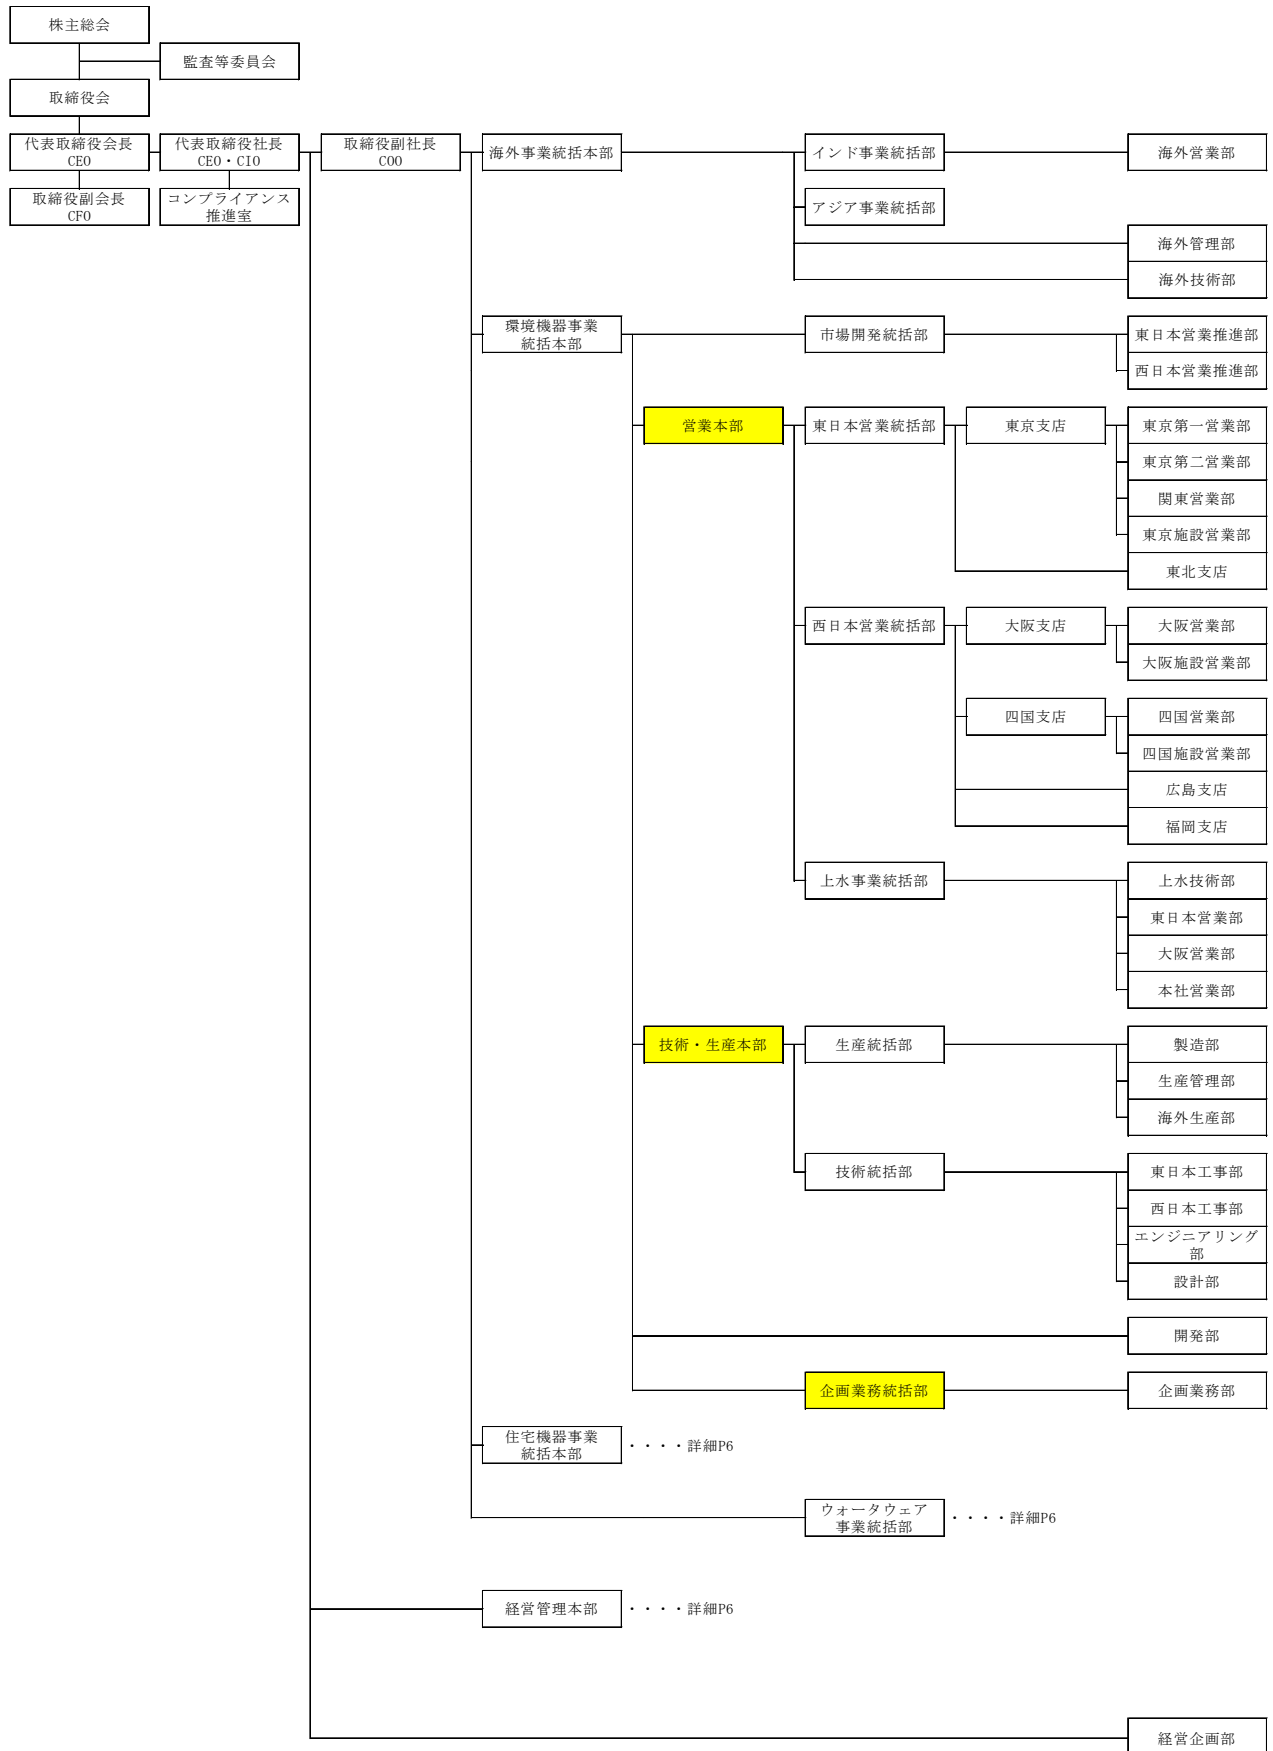 株主総会
監査等委員会
取締役会
代表取締役会長
CEO
代表取締役社長
CEO・CIO
取締役副社長
COO
海外事業統括本部
インド事業統括部
海外営業部
取締役副会長
CFO
コンプライアンス
推進室
アジア事業統括部
海外管理部
海外技術部
環境機器事業
統括本部
市場開発統括部
東日本営業推進部
西日本営業推進部
営業本部
東日本営業統括部
東京支店
東京第一営業部
東京第二営業部
関東営業部
東京施設営業部
東北支店
西日本営業統括部
大阪支店
大阪営業部
大阪施設営業部
四国支店
四国営業部
四国施設営業部
広島支店
福岡支店
上水事業統括部
上水技術部
東日本営業部
大阪営業部
本社営業部
技術・生産本部
生産統括部
製造部
生産管理部
海外生産部
技術統括部
東日本工事部
西日本工事部
エンジニアリング
部
設計部
開発部
企画業務統括部
企画業務部
住宅機器事業
統括本部
・・・・詳細P6
ウォータウェア
事業統括部
・・・・詳細P6
経営管理本部
・・・・詳細P6
経営企画部